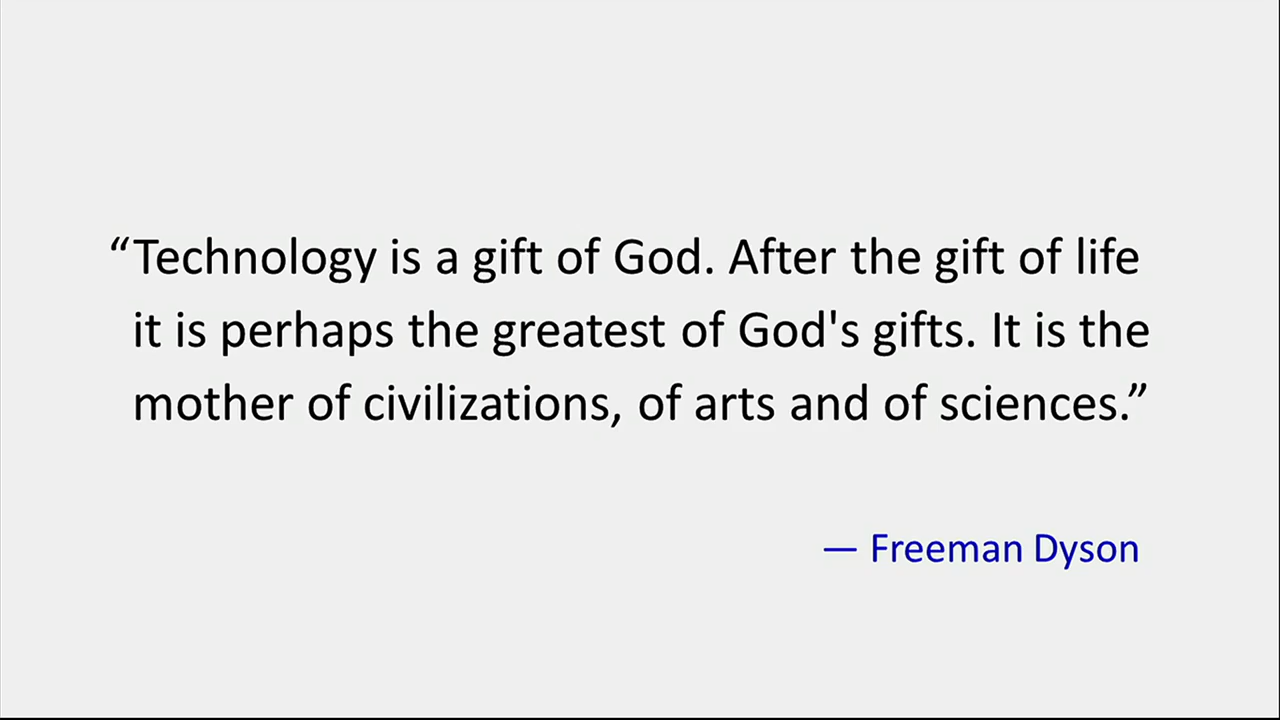 “Technology is a gift of God. After the gift of life
it is perhaps the greatest of God's gifts. It is the
mother of civilizations, of arts and of sciences.”
— Freeman Dyson